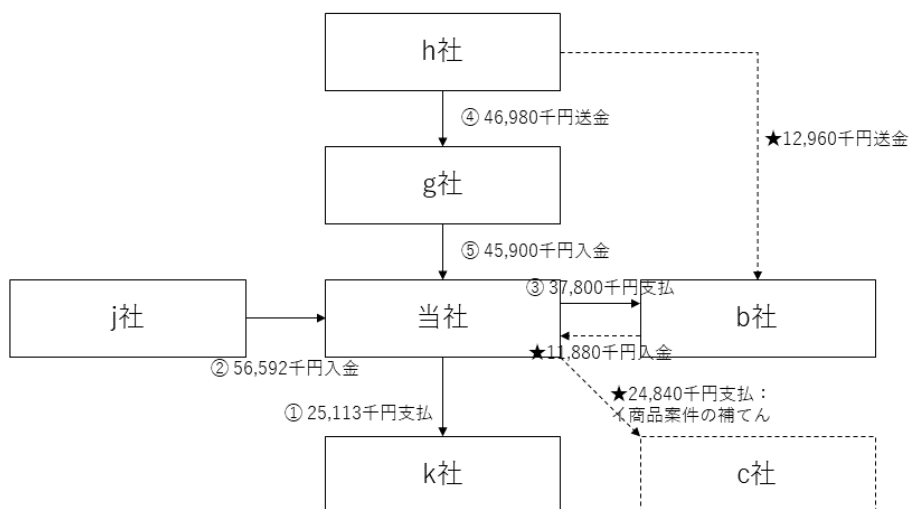 h社
④ 46,980千円送金
★12,960千円送金
g社
⑤ 45,900千円入金
③ 37,800千円支払
j社
当社
b社
② 56,592千円入金
★11,880千円入金
① 25,113千円支払
★24,840千円支払：
イ商品案件の補てん
k社
c社